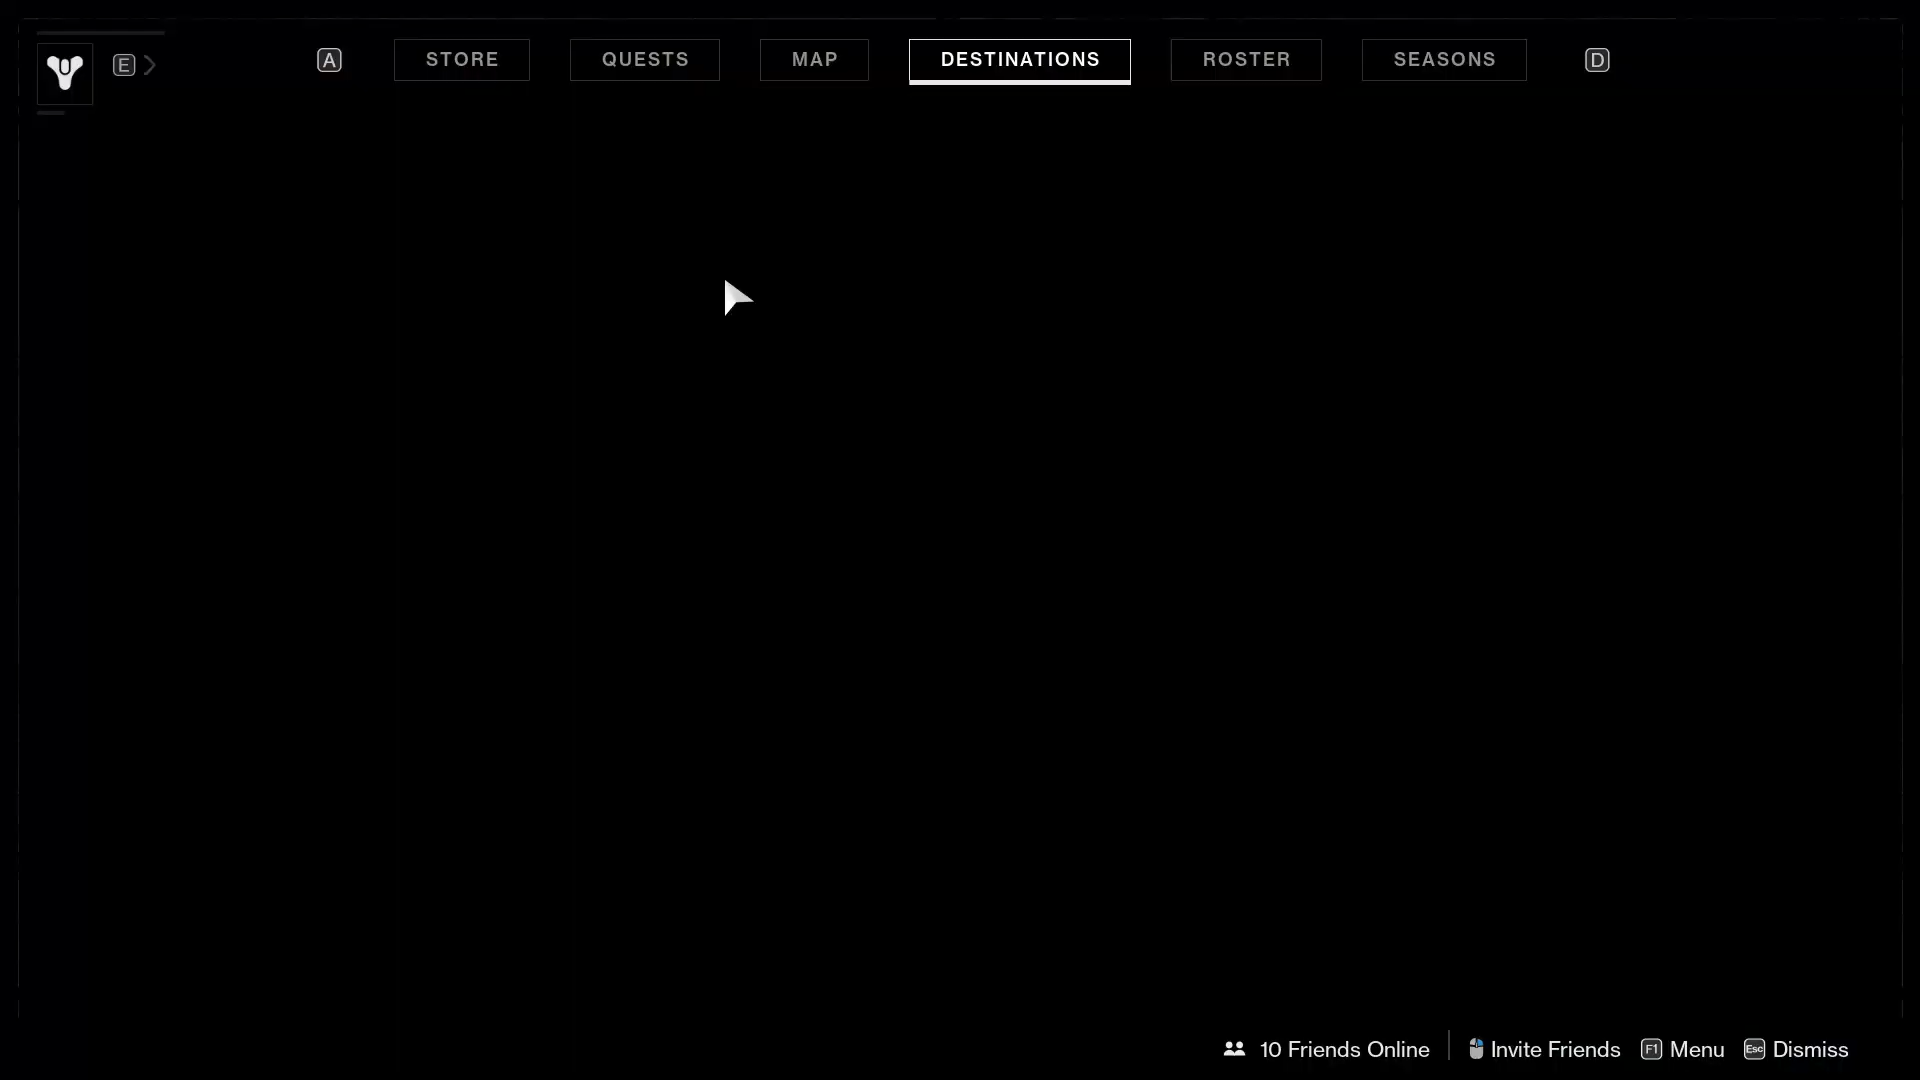 E
A
STORE
QUESTS
MAP
DESTINATIONS
ROSTER
SEASONS
D
10 Friends Online
Invite Friends
F1 Menu
Esc Dismiss